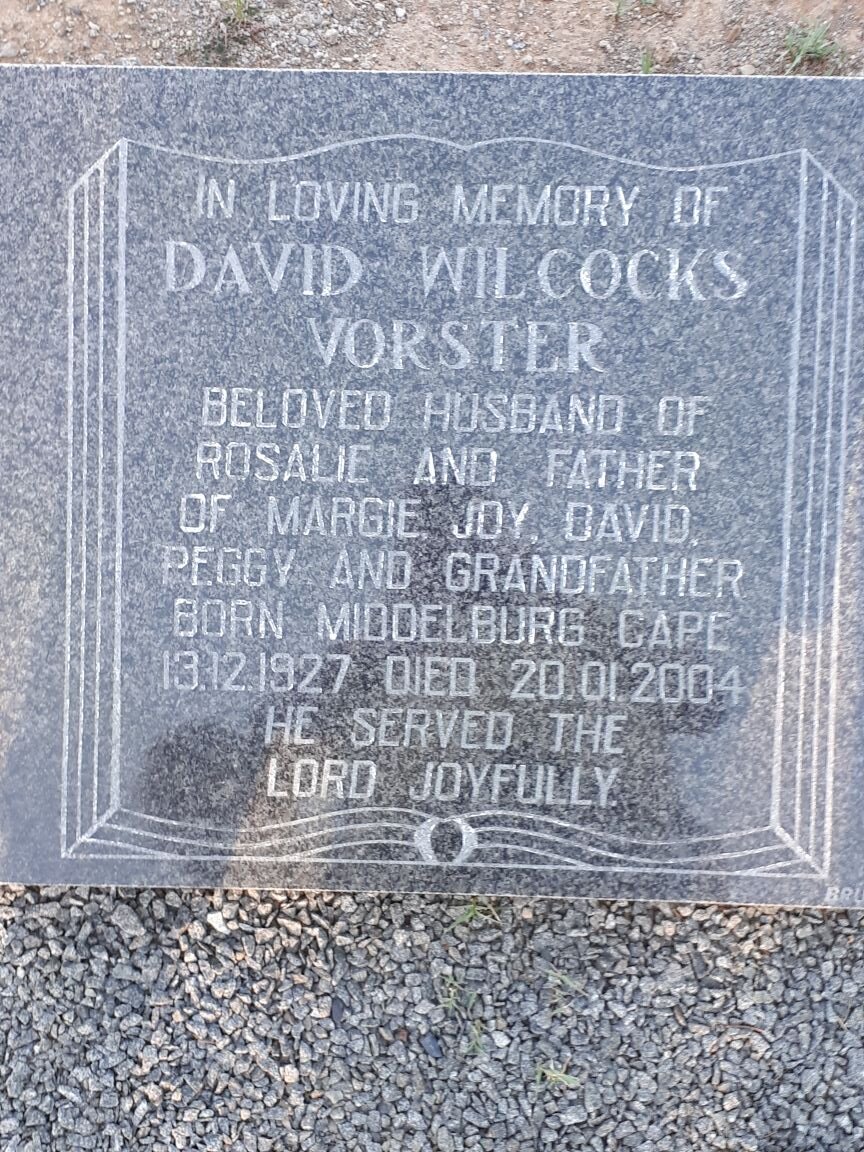 IN LOVING MEMORY OF
DAVID WILCOCKS
VORSTER
BELOVED HUSBAND OF
ROSALIE AND FATHER
OF MARGIE JOY, DAVID,
PEGGY AND GRANDFATHER
BORN MIDDELBURG CAPE
13.12.1927 DIED 20.01.2004
HE SERVED THE
LORD JOYFULLY.